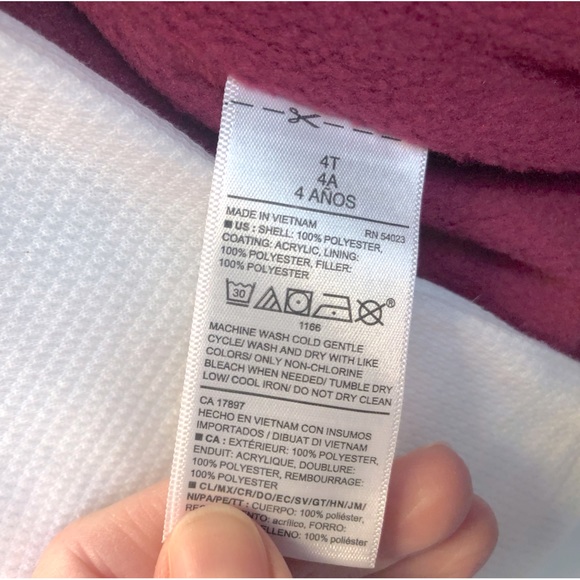 4T
4A
4 AÑOS
MADE IN VIETNAM RN 54023
■ US : SHELL: 100% POLYESTER,
COATING: ACRYLIC, LINING:
100% POLYESTER, FILLER:
100% POLYESTER
30 ®
1166
MACHINE WASH COLD GENTLE
CYCLE/ WASH AND DRY WITH LIKE
COLORS/ ONLY NON-CHLORINE
BLEACH WHEN NEEDED/ TUMBLE DRY
LOW/ COOL IRON/ DO NOT DRY CLEAN
CA 17897
HECHO EN VIETNAM CON INSUMOS
IMPORTADOS / DIBUAT DI VIETNAM
■ CA : EXTÉRIEUR: 100% POLYESTER,
ENDUIT: ACRYLIQUE, DOUBLURE:
100% POLYESTER, REMBOURRAGE:
100% POLYESTER
■ CL/MX/CR/DO/EC/SV/GT/HN/JM/
NI/PA/PE/TT : CUERPO: 100% poliéster,
acrílico, FORRO:
100% poliéster